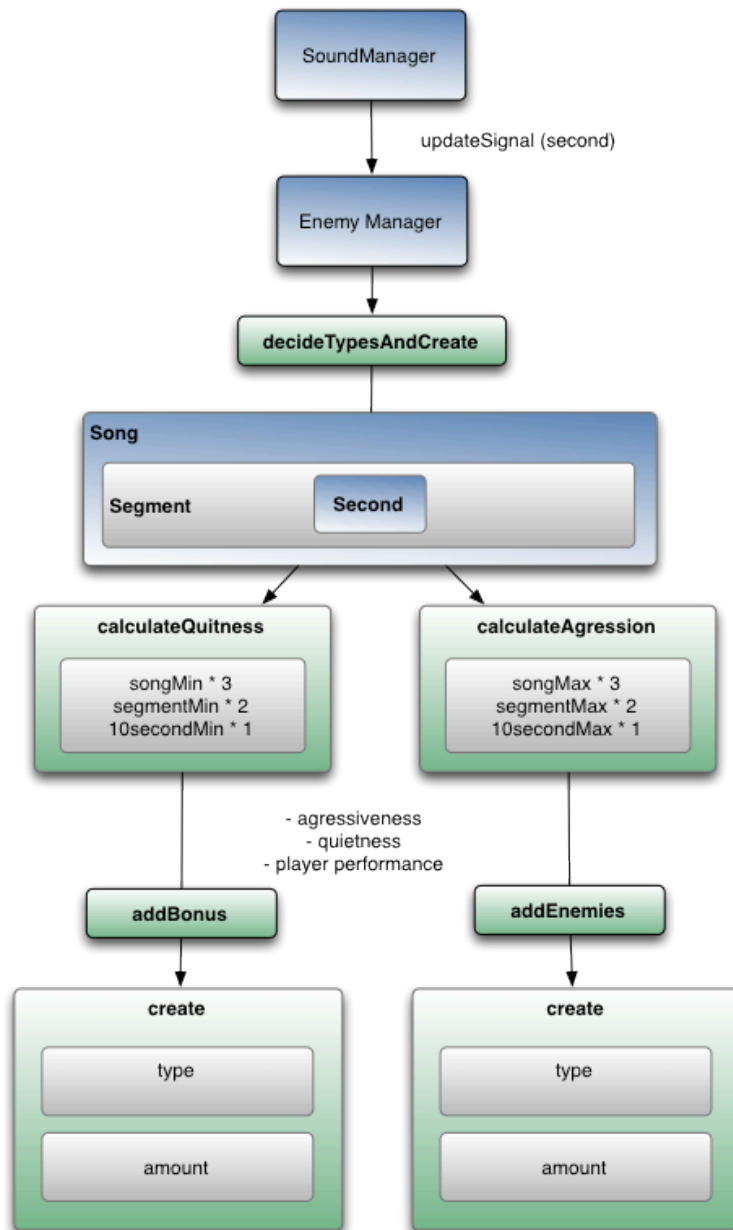 SoundManager
updateSignal (second)
Enemy Manager
decideTypesAndCreate
Song
Segment
Second
calculateQuitness
songMin * 3
segmentMin * 2
10secondMin * 1
calculateAgression
songMax * 3
segmentMax * 2
10secondMax * 1
- agressiveness
- quietness
- player performance
addBonus
addEnemies
create
type
amount
create
type
amount